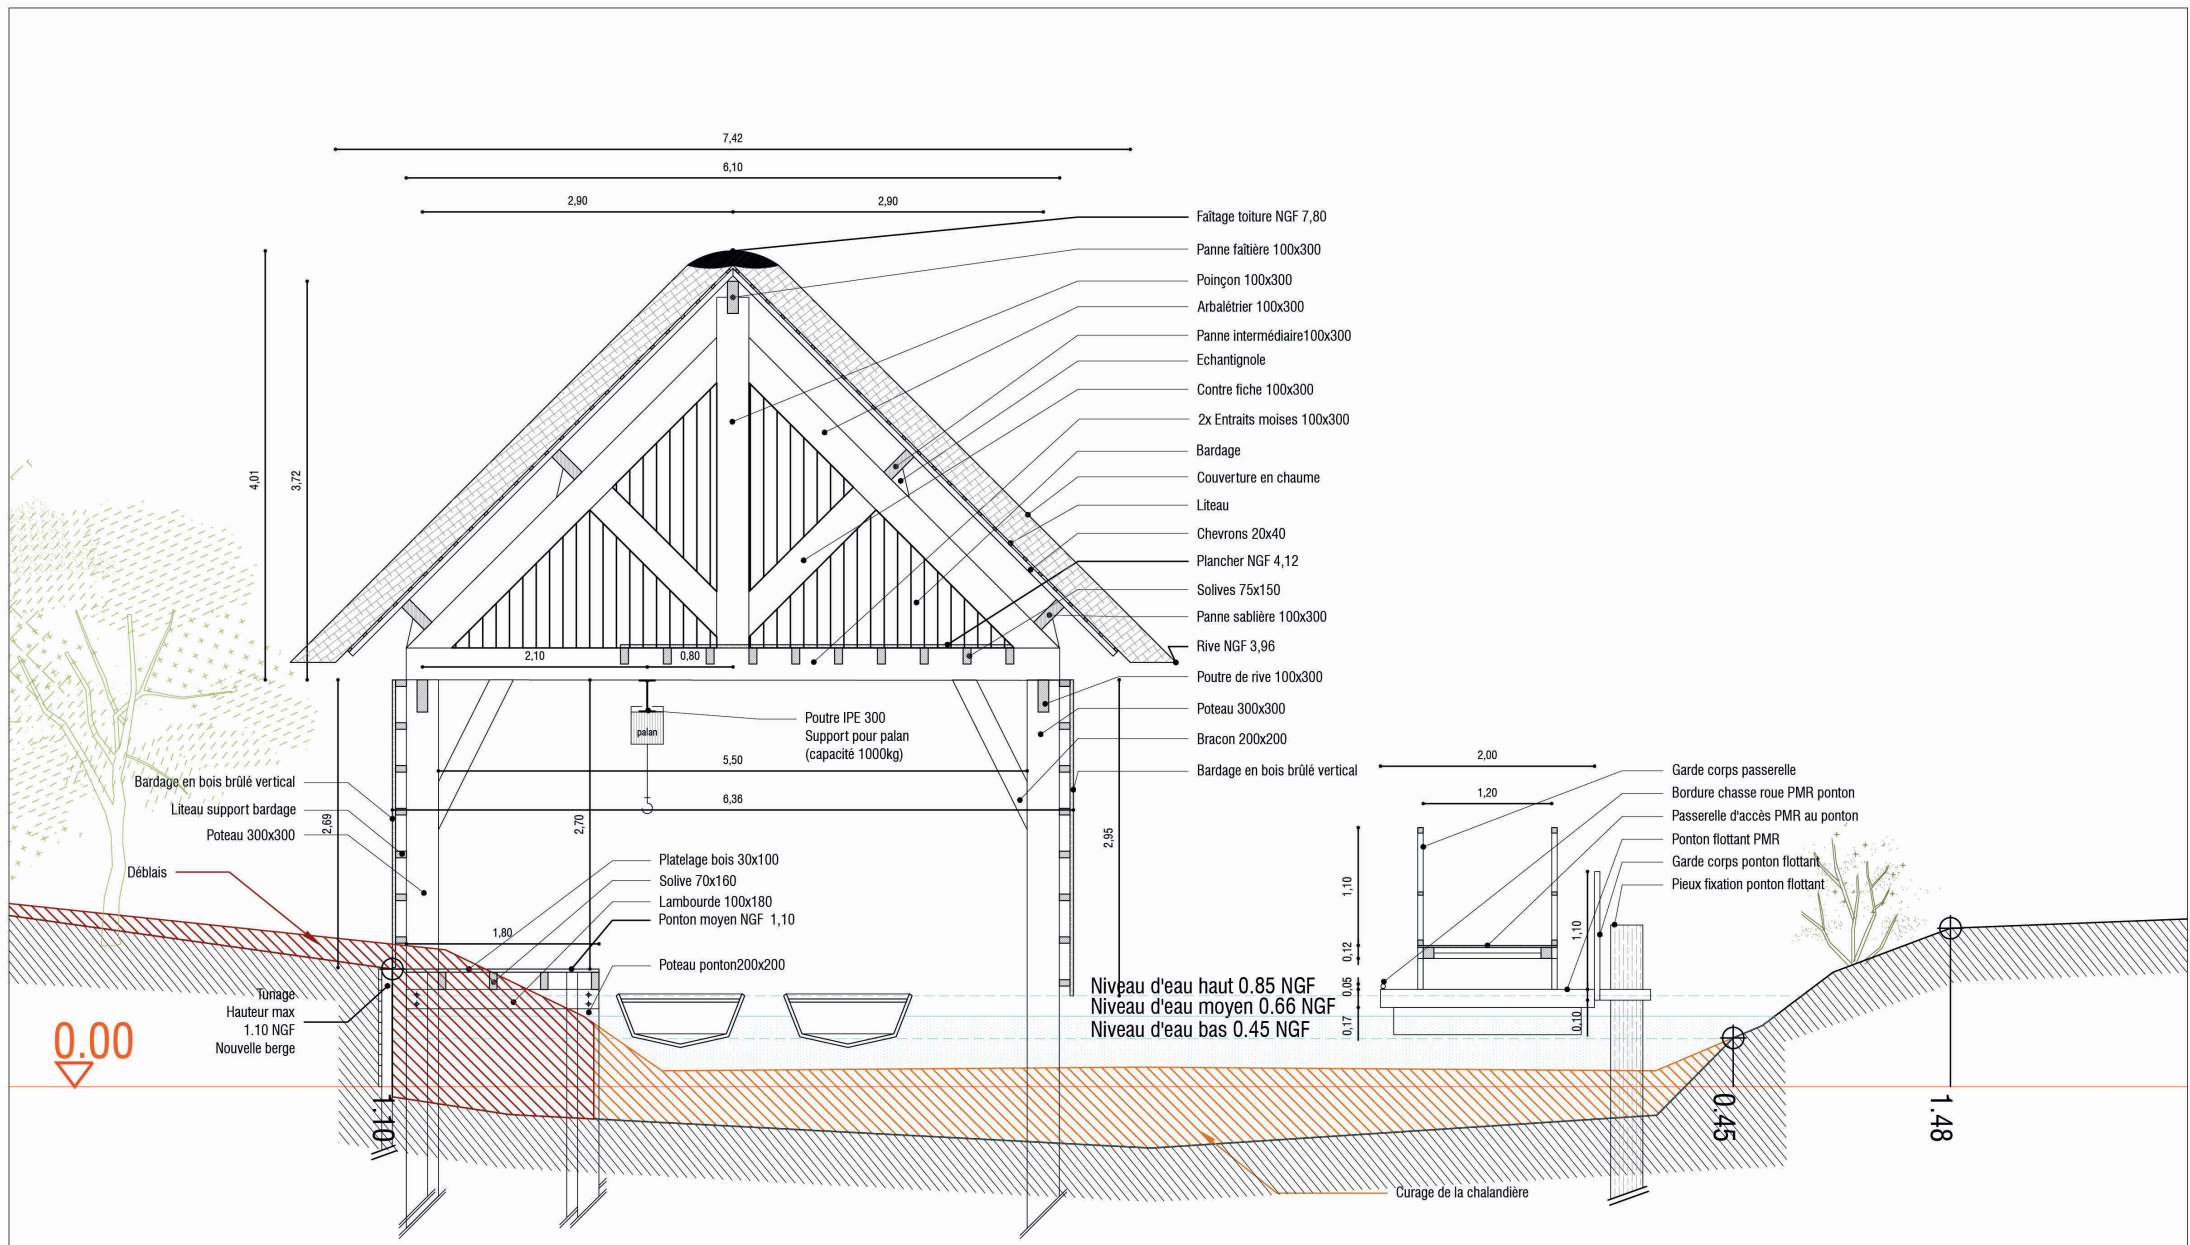 7,42
6,10
2,90
2,90
4,01
3,72
Faîtage toiture NGF 7,80
Panne faîtière 100x300
Poinçon 100x300
Arbalétrier 100x300
Panne intermédiaire100x300
Echantignole
Contre fiche 100x300
2x Entraits moises 100x300
Bardage
Couverture en chaume
Liteau
Chevrons 20x40
Plancher NGF 4,12
Solives 75x150
Panne sablière 100x300
Rive NGF 3,96
Poutre de rive 100x300
Poteau 300x300
Bracon 200x200
Bardage en bois brûlé vertical
2,10
0,80
palan
Poutre IPE 300
Support pour palan
(capacité 1000kg)
5,50
6,36
2,69
2,70
2,95
Bardage en bois brûlé vertical
Liteau support bardage
Poteau 300x300
Déblais
Platelage bois 30x100
Solive 70x160
Lambourde 100x180
Ponton moyen NGF 1,10
1,80
Poteau ponton200x200
Tunage
Hauteur max
1.10 NGF
Nouvelle berge
0.00
1.10
Niveau d'eau haut 0.85 NGF
Niveau d'eau moyen 0.66 NGF
Niveau d'eau bas 0.45 NGF
2,00
1,20
1,10
0,12
0,05
0,17
1,10
0,10
Garde corps passerelle
Bordure chasse roue PMR ponton
Passerelle d'accès PMR au ponton
Ponton flottant PMR
Garde corps ponton flottant
Pieux fixation ponton flottant
0.45
1.48
Curage de la chalandière